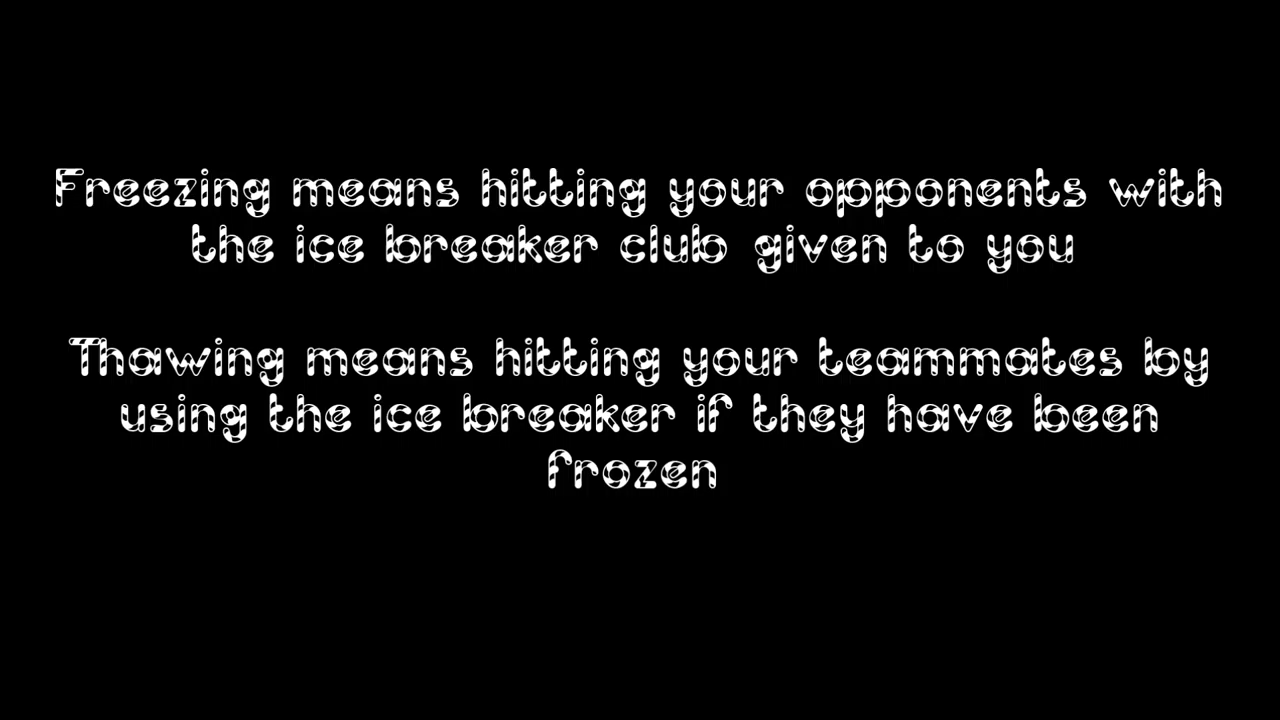 Freezing means hitting your opponents with
the ice breaker club given to you
Thawing means hitting your teammates by
using the ice breaker if they have been
frozen